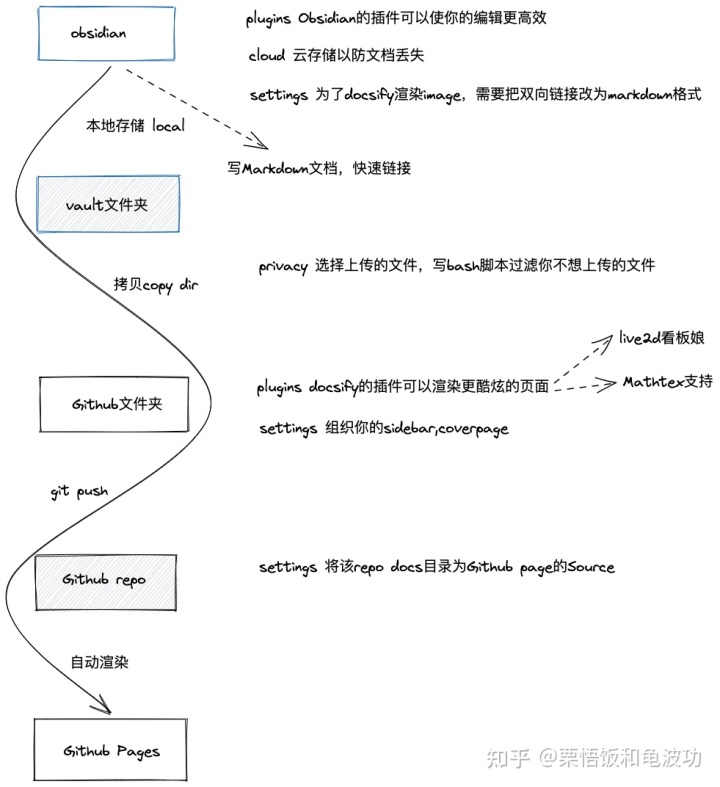 obsidian
plugins Obsidian的插件可以使你的编辑更高效
cloud 云存储以防文档丢失
settings 为了docsify渲染image，需要把双向链接改为markdown格式
本地存储 local
写Markdown文档，快速链接
vault文件夹
privacy 选择上传的文件，写bash脚本过滤你不想上传的文件
拷贝copy dir
live2d看板娘
plugins docsify的插件可以渲染更酷炫的页面
Mathtex支持
Github文件夹
settings 组织你的sidebar,coverpage
git push
settings 将该repo docs目录为Github page的Source
Github repo
自动渲染
Github Pages
知乎 @栗悟饭和龟波功